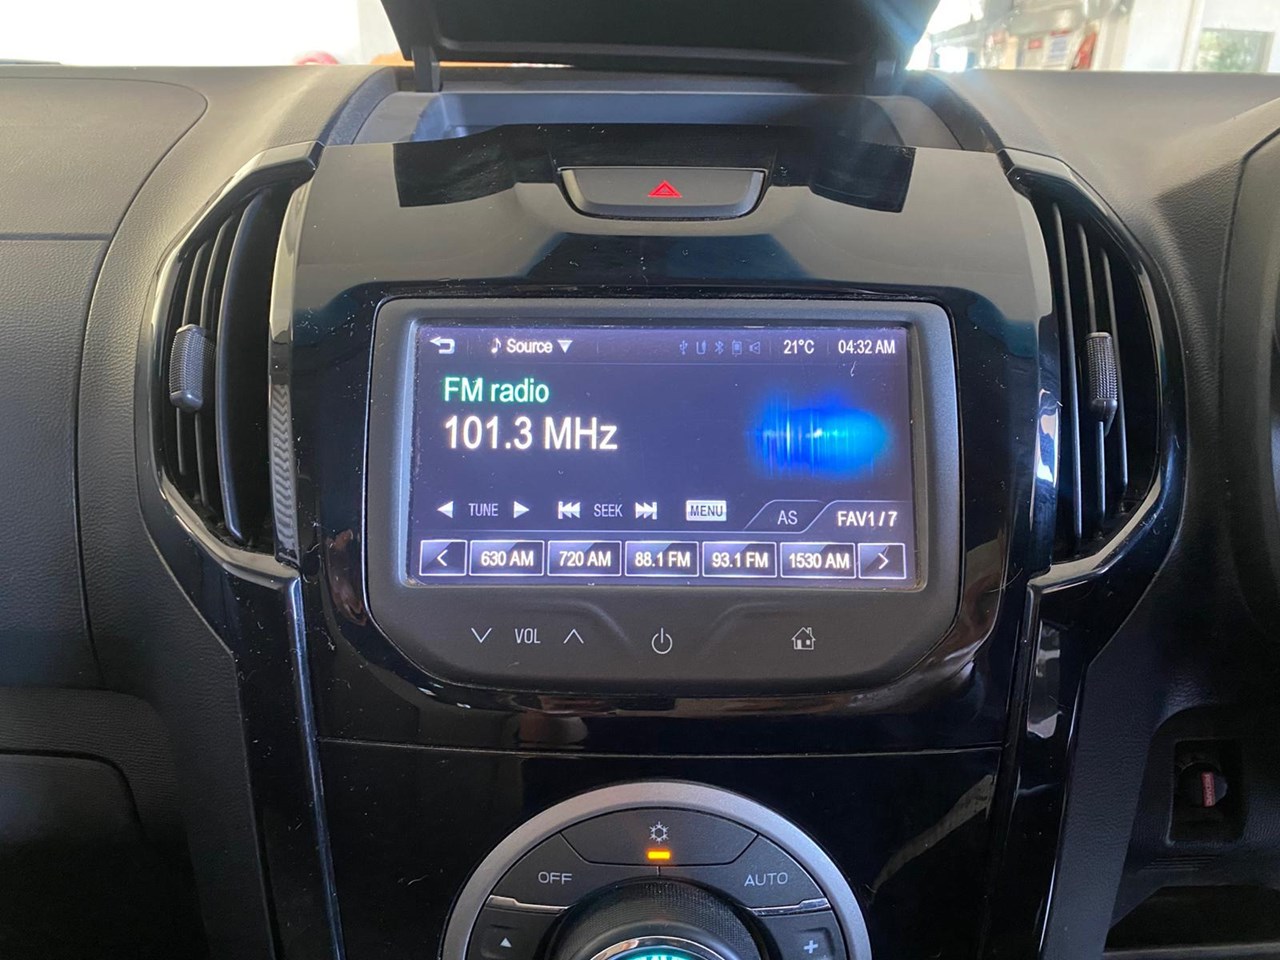 Source 21°C 04:32 AM
FM radio
101.3 MHz
TUNE SEEK MENU AS FAV1 / 7
630 AM 720 AM 88.1 FM 93.1 FM 1530 AM
VOL
OFF AUTO
+